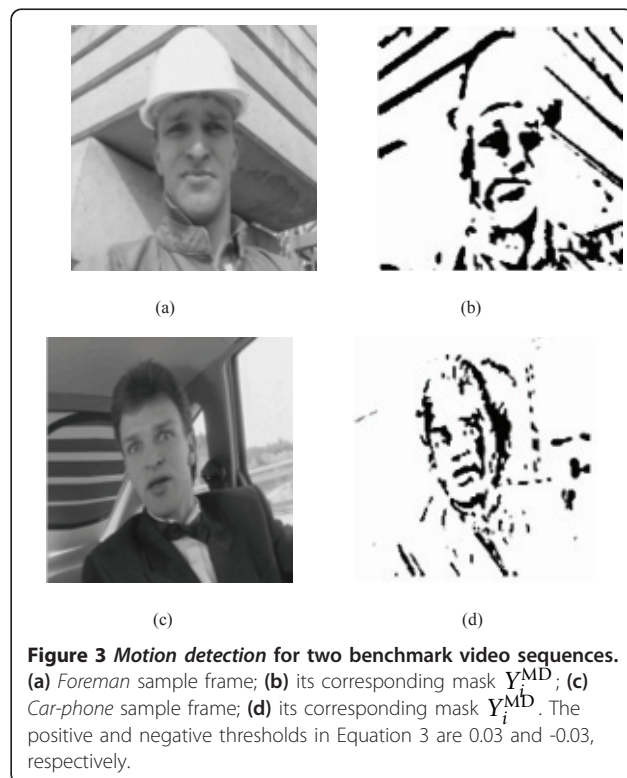 (a)
(b)
(c)
(d)
Figure 3 Motion detection for two benchmark video sequences.
(a) Foreman sample frame; (b) its corresponding mask Y_i^MD; (c)
Car-phone sample frame; (d) its corresponding mask Y_i^MD. The
positive and negative thresholds in Equation 3 are 0.03 and -0.03,
respectively.